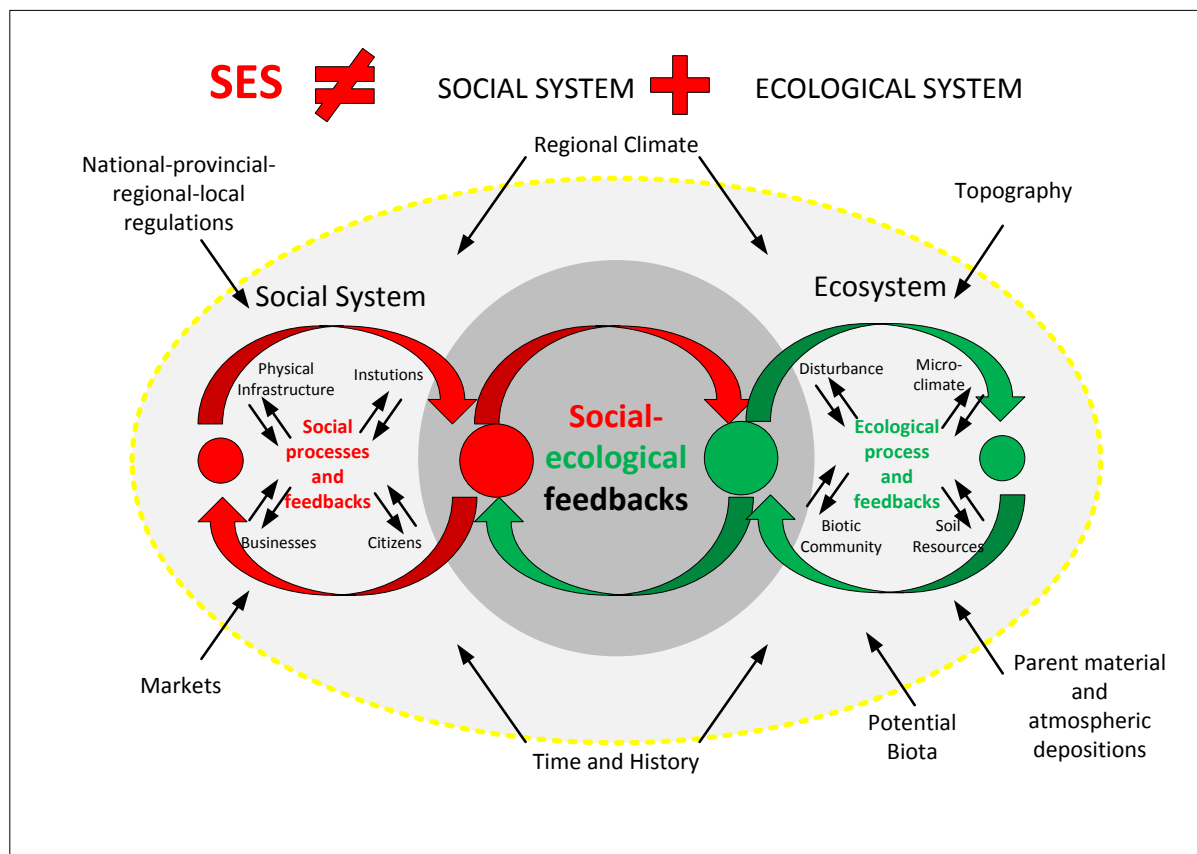 SES ≠ SOCIAL SYSTEM + ECOLOGICAL SYSTEM
Regional Climate
National-provincial-
regional-local
regulations
Topography
Social System
Ecosystem
Physical
Infrastructure
Instutions
Social
processes
and
feedbacks
Businesses
Citizens
Social-
ecological
feedbacks
Disturbance
Micro-
climate
Ecological
process
and
feedbacks
Biotic
Community
Soil
Resources
Markets
Time and History
Potential
Biota
Parent material
and
atmospheric
depositions